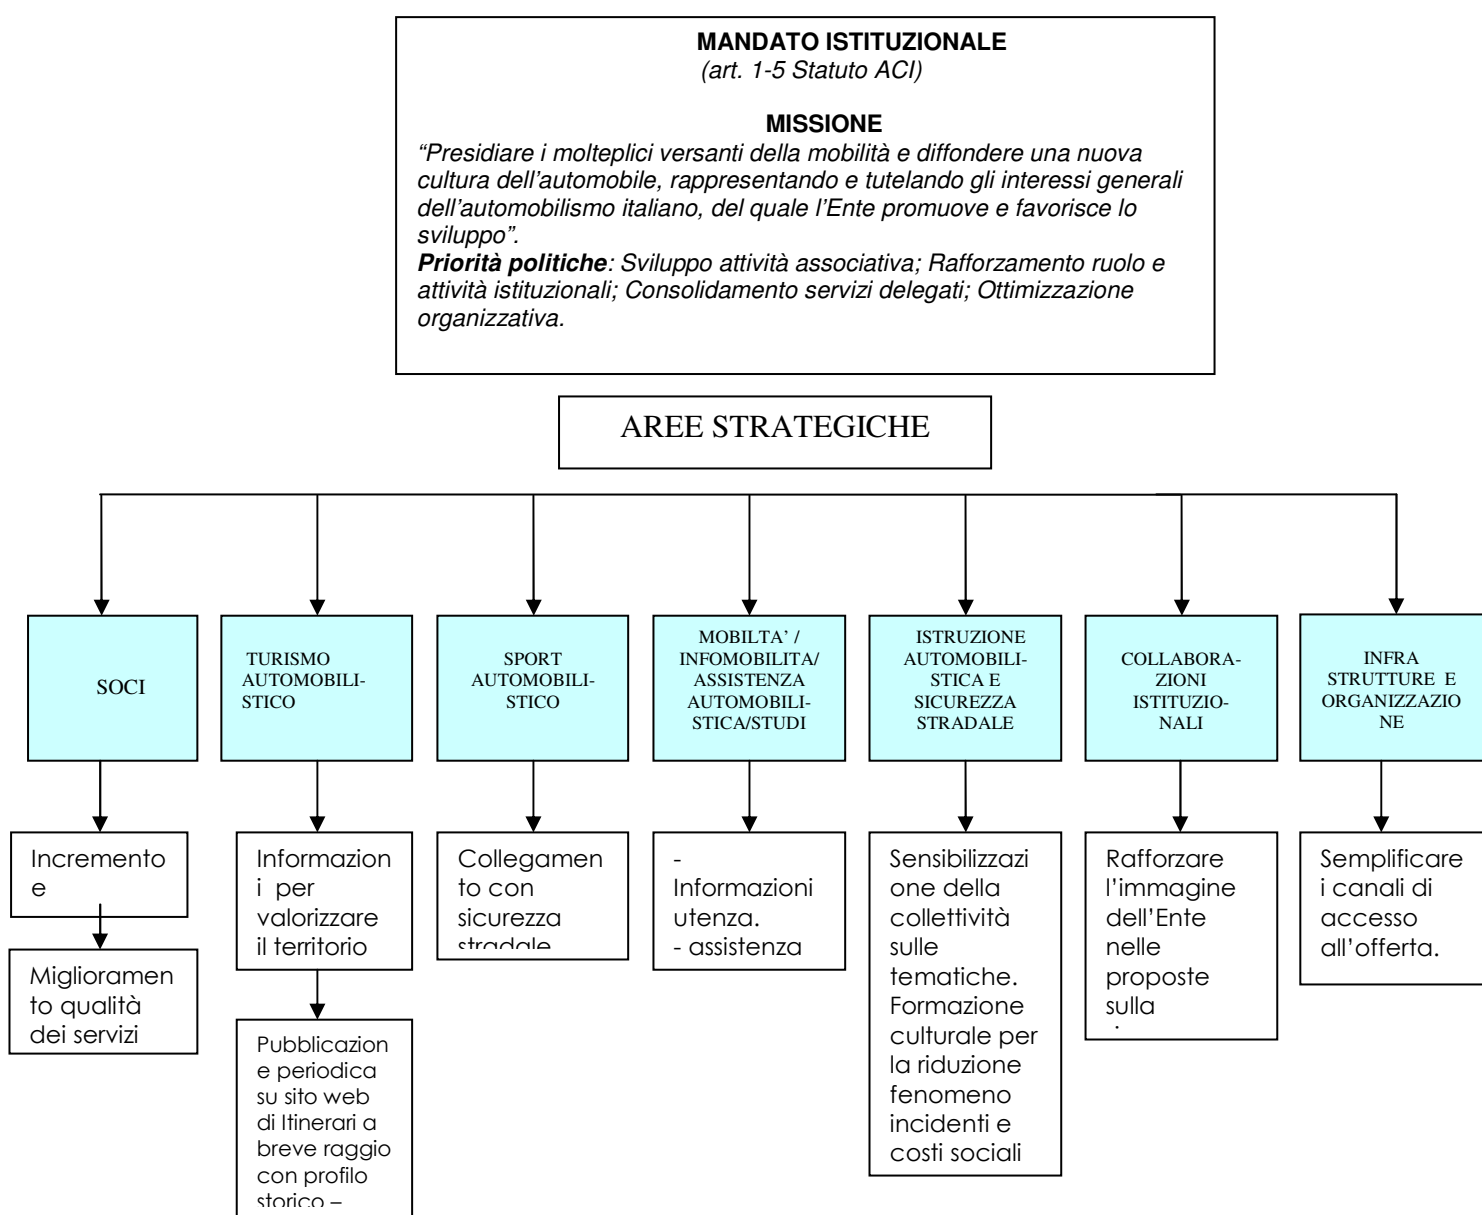 MANDATO ISTITUZIONALE
(art. 1-5 Statuto ACI)
MISSIONE
“Presidiare i molteplici versanti della mobilità e diffondere una nuova
cultura dell’automobile, rappresentando e tutelando gli interessi generali
dell’automobilismo italiano, del quale l’Ente promuove e favorisce lo
sviluppo”.
Priorità politiche: Sviluppo attività associativa; Rafforzamento ruolo e
attività istituzionali; Consolidamento servizi delegati; Ottimizzazione
organizzativa.
AREE STRATEGICHE
SOCI
TURISMO
AUTOMOBILI-
STICO
SPORT
AUTOMOBILI-
STICO
MOBILTA’ /
INFOMOBILITA/
ASSISTENZA
AUTOMOBILI-
STICA/STUDI
ISTRUZIONE
AUTOMOBILI-
STICA E
SICUREZZA
STRADALE
COLLABORA-
ZIONI
ISTITUZIO-
NALI
INFRA
STRUTTURE E
ORGANIZZAZIO
NE
Incremento
e
Miglioramen
to qualità
dei servizi
Informazion
i per
valorizzare
il territorio
Pubblicazion
e periodica
su sito web
di Itinerari a
breve raggio
con profilo
storico –
Collegamen
to con
sicurezza
stradale
-
Informazioni
utenza.
- assistenza
Sensibilizzazi
one della
collettività
sulle
tematiche.
Formazione
culturale per
la riduzione
fenomeno
incidenti e
costi sociali
Rafforzare
l’immagine
dell’Ente
nelle
proposte
sulla
Semplificare
i canali di
accesso
all’offerta.